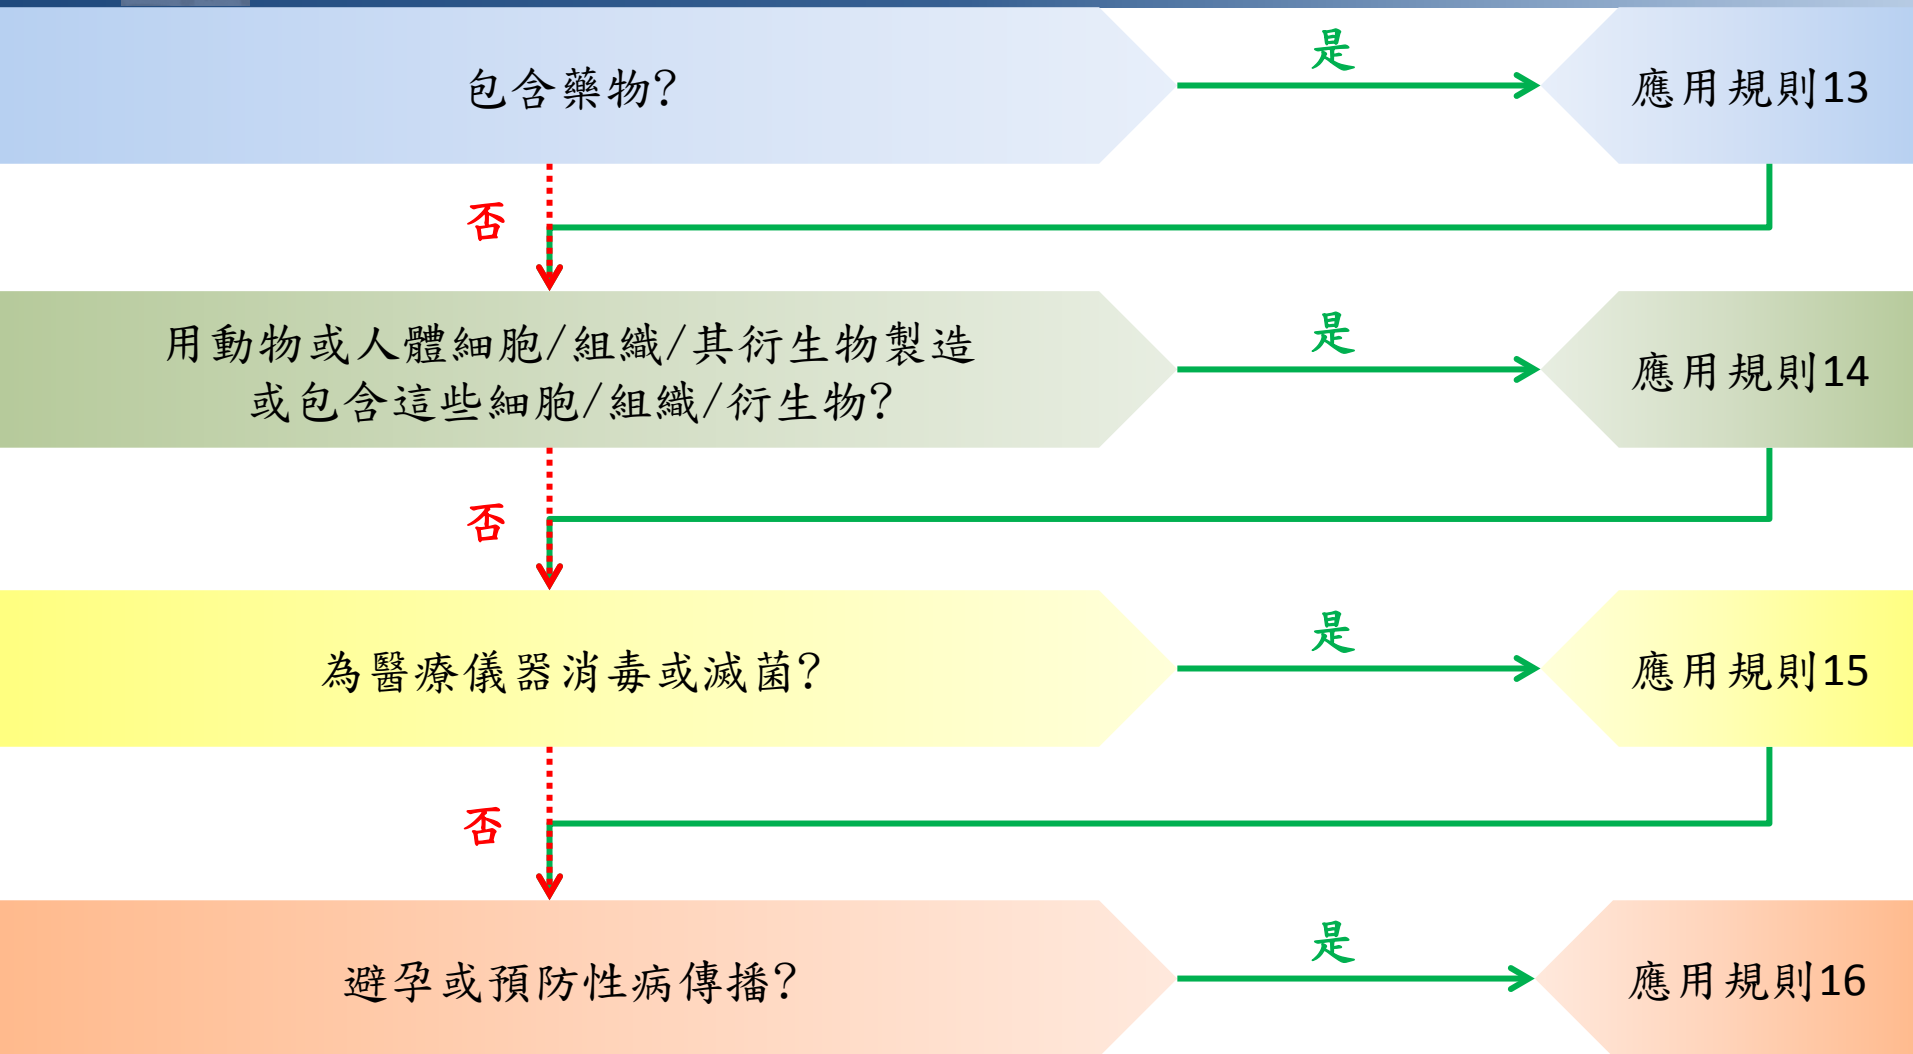 包含藥物?
是
應用規則13
否
用動物或人體細胞/組織/其衍生物製造
或包含這些細胞/組織/衍生物?
是
應用規則14
否
為醫療儀器消毒或滅菌?
是
應用規則15
否
避孕或預防性病傳播?
是
應用規則16